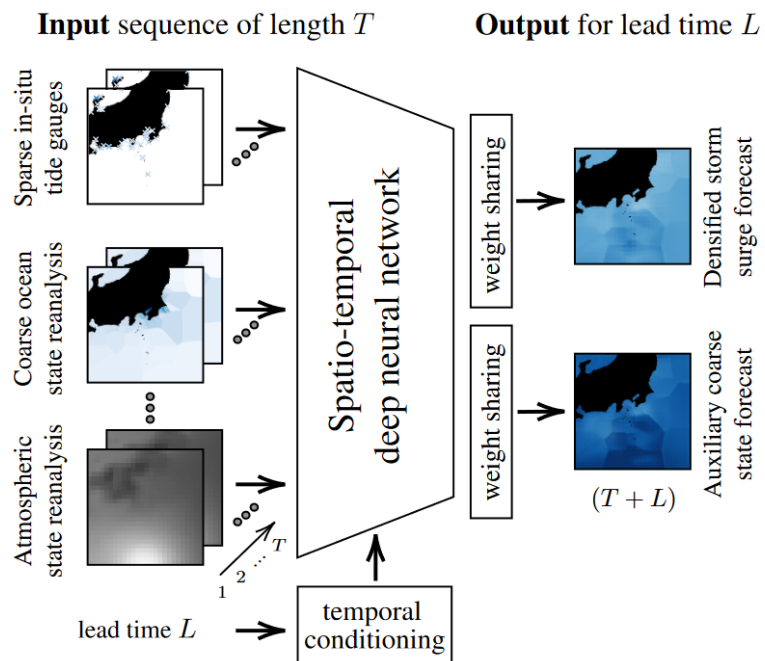 Input sequence of length T
Output for lead time L
Sparse in-situ
tide gauges
Coarse ocean
state reanalysis
Atmospheric
state reanalysis
1
2
...
T
lead time L
Spatio-temporal
deep neural network
temporal
conditioning
weight sharing
weight sharing
Densified storm
surge forecast
Auxiliary coarse
state forecast
(T + L)